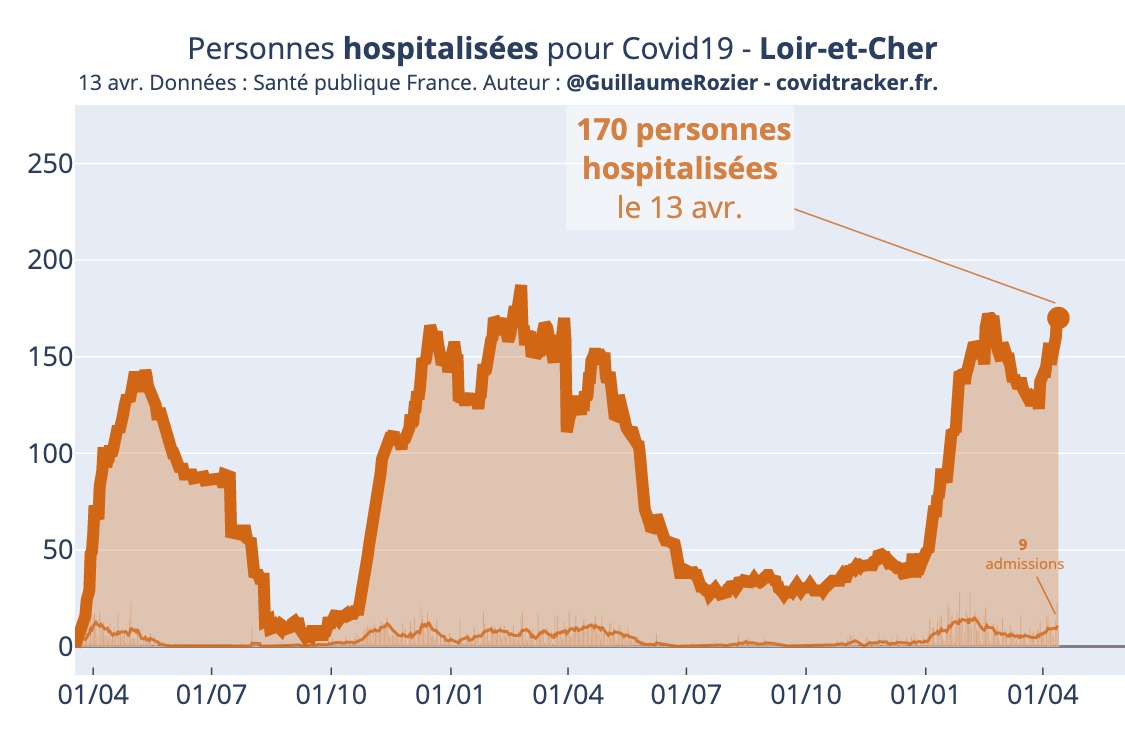 Personnes hospitalisées pour Covid19 - Loir-et-Cher
13 avr. Données : Santé publique France. Auteur : @GuillaumeRozier - covidtracker.fr.
170 personnes
hospitalisées
le 13 avr.
250
200
150
100
50
0
9
admissions
01/04 01/07 01/10 01/01 01/04 01/07 01/10 01/01 01/04